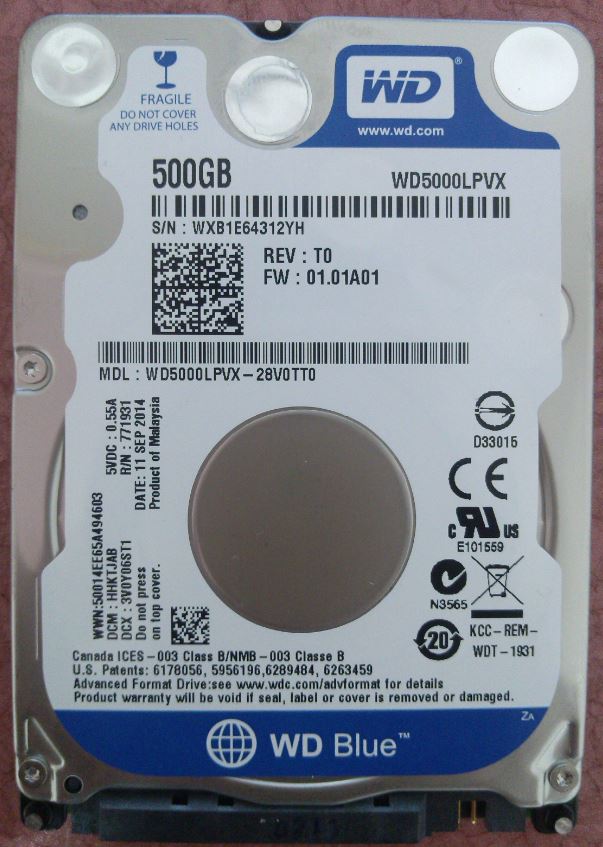 FRAGILE
DO NOT COVER
ANY DRIVE HOLES
WD®
www.wd.com
500GB
WD5000LPVX
S/N : WXB1E64312YH
REV : T0
FW : 01.01A01
MDL : WD5000LPVX-28V0TT0
5VDC : 0.55A
R/N : 771931
DATE: 11 SEP 2014
Product of Malaysia
WWN:50014EE65A494603
DCM : HHKTJAB
DCX : 3V0Y06ST1
Do not press
on top cover.
D33015
CE
c RU US
E101559
N3565
20
KCC-REM-
WDT-1931
Canada ICES-003 Class B/NMB-003 Classe B
U.S. Patents: 6178056, 5956196,6289484, 6263459
Advanced Format Drive:see www.wdc.com/advformat for details
Product warranty will be void if seal, label or cover is removed or damaged.
ZA
WD Blue™